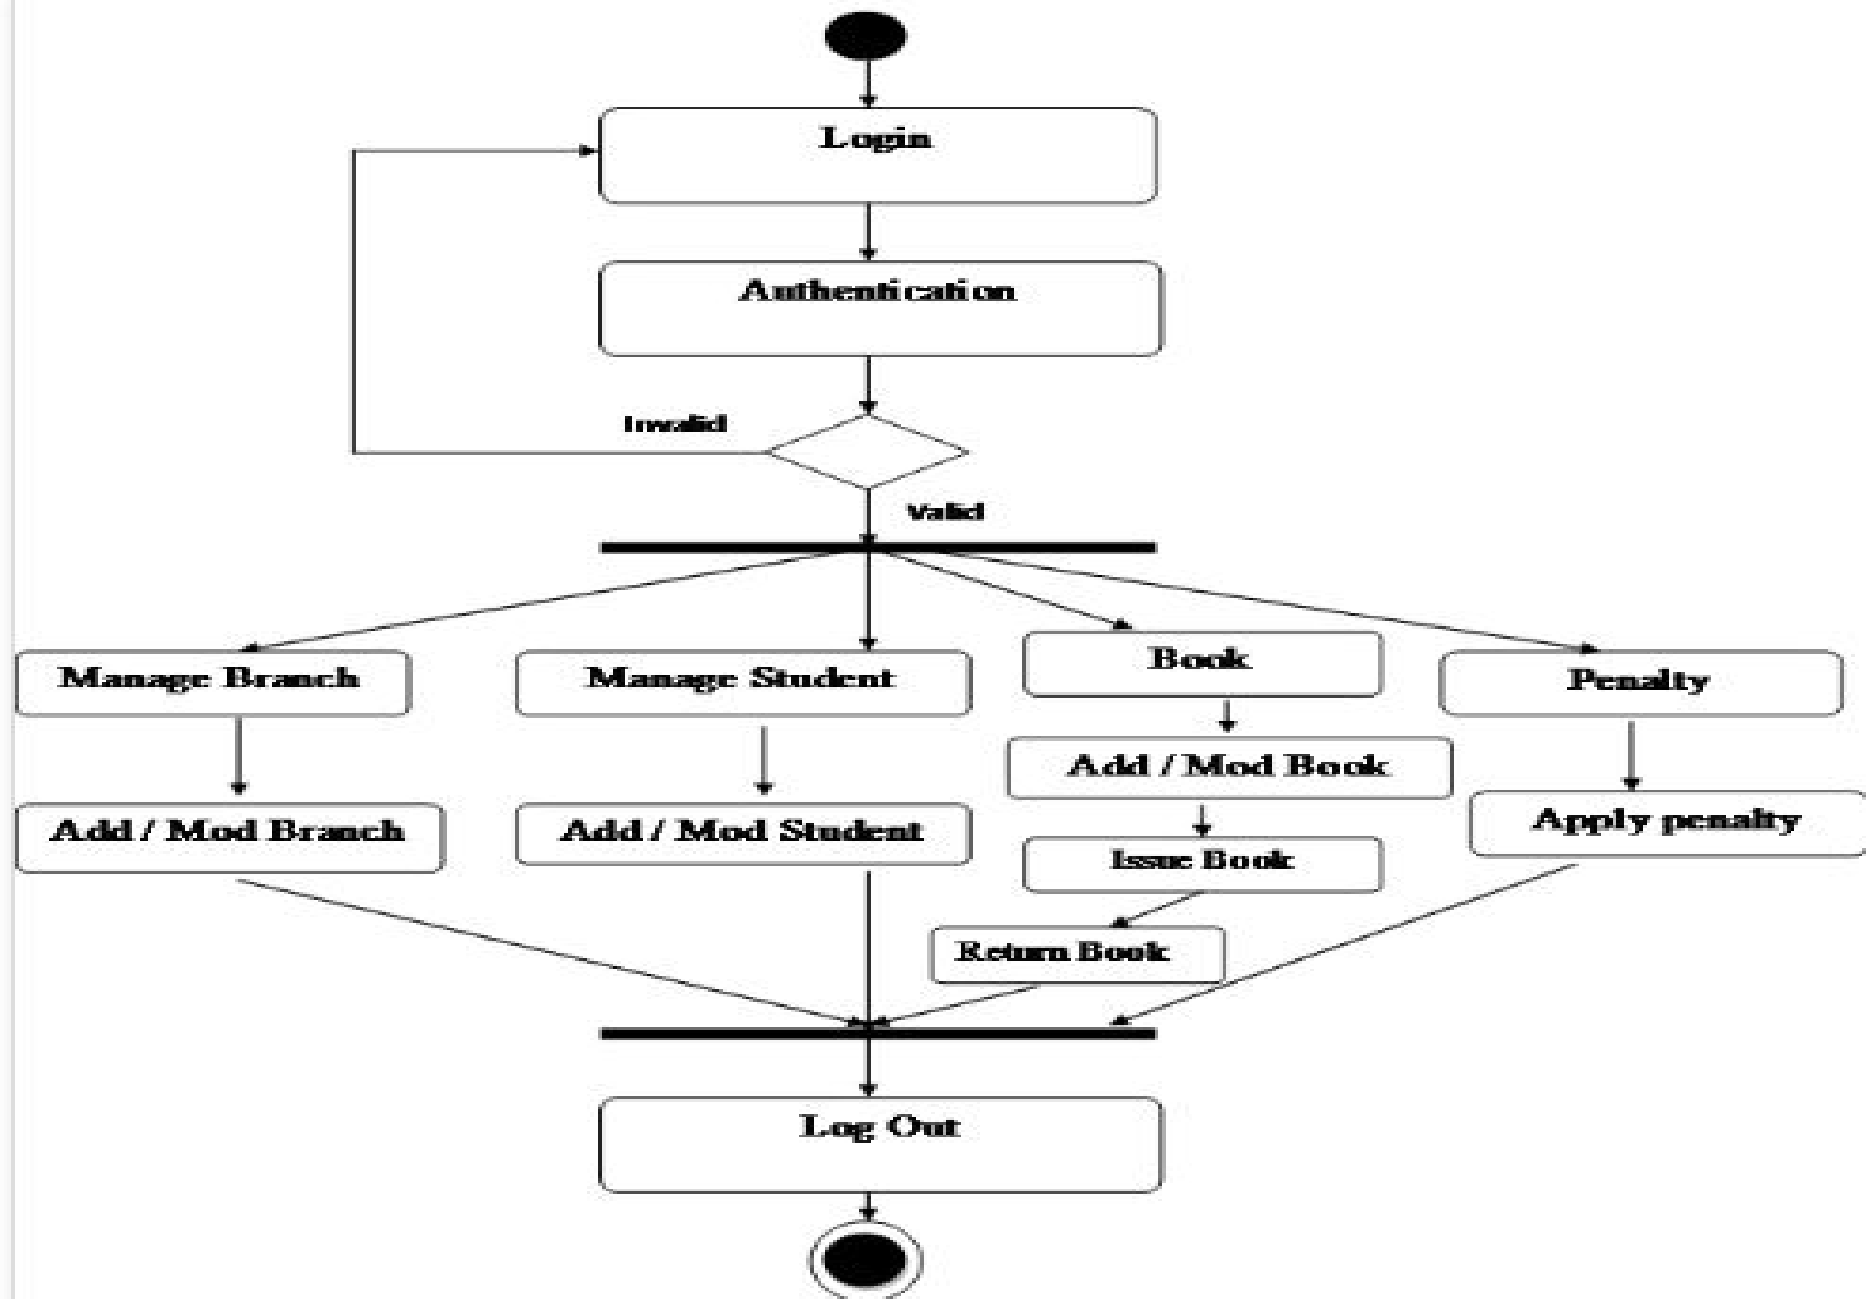 Login
Authentication
Invalid
Valid
Manage Branch
Manage Student
Book
Penalty
Add / Mod Branch
Add / Mod Student
Add / Mod Book
Apply penalty
Issue Book
Return Book
Log Out